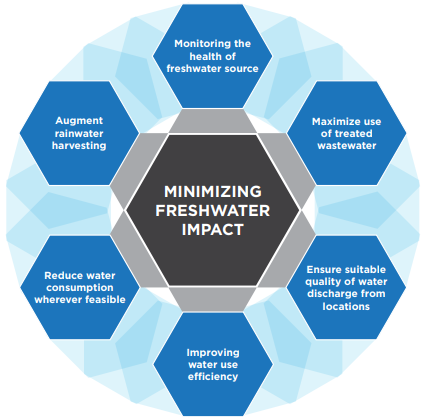 Monitoring the
health of
freshwater source
Maximize use
of treated
wastewater
Ensure suitable
quality of water
discharge from
locations
Improving
water use
efficiency
Reduce water
consumption
wherever feasible
Augment
rainwater
harvesting
MINIMIZING
FRESHWATER
IMPACT